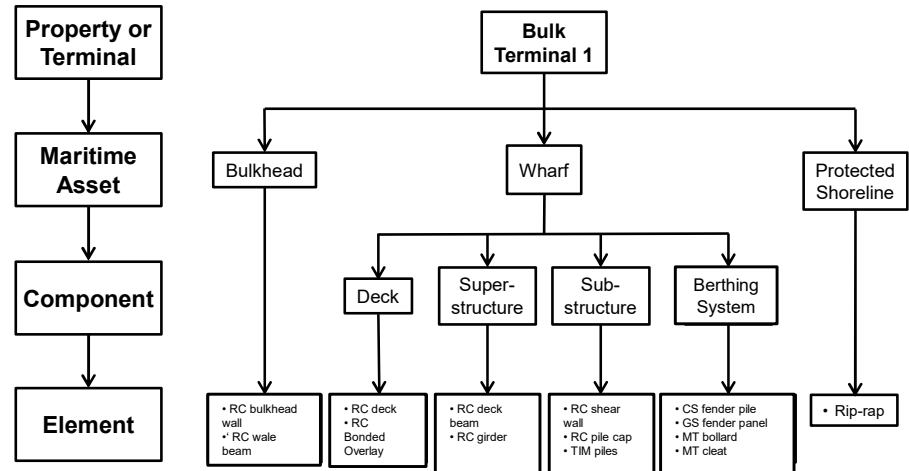 Property or
Terminal
Bulk
Terminal 1
Maritime
Asset
Bulkhead
Wharf
Protected
Shoreline
Component
Deck
Super-
structure
Sub-
structure
Berthing
System
Element
• RC bulkhead
wall
•‘ RC wale
beam
• RC deck
• RC
Bonded
Overlay
• RC deck
beam
• RC girder
• RC shear
wall
• RC pile cap
• TIM piles
• CS fender pile
• GS fender panel
• MT bollard
• MT cleat
• Rip-rap